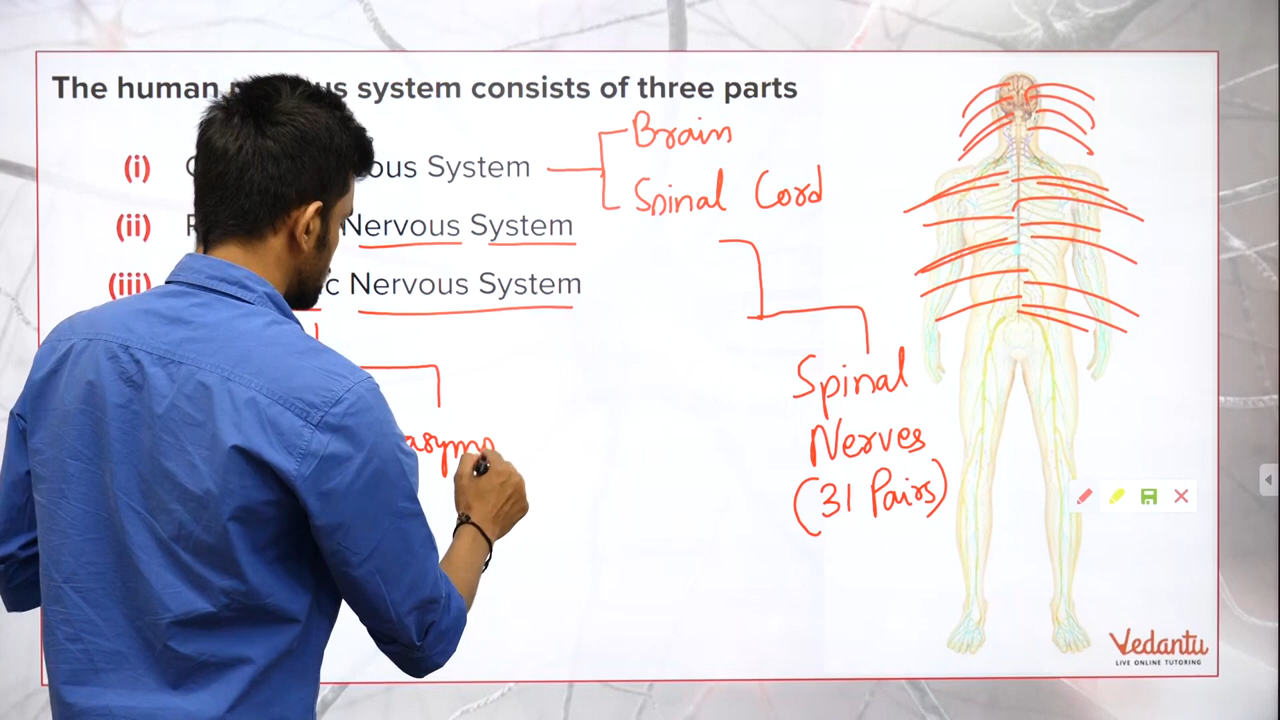 The human us system consists of three parts
(i) ous System
Brain
Spinal Cord
(ii) Nervous System
(iii) c Nervous System
Spinal
Nerves
(31 Pairs)
asymp
Vedantu
LIVE ONLINE TUTORING